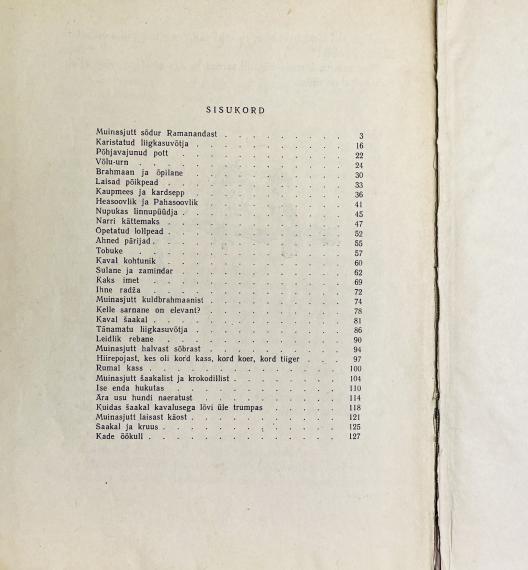 SISUKORD
Muinasjutt sõdur Ramanandast . . . . . . . . . 3
Karistatud liigkasuvõtja . . . . . . . . . . . 16
Põhjavajunud pott . . . . . . . . . . . . 22
Võlu-urn . . . . . . . . . . . . . . 24
Brahmaan ja õpilane . . . . . . . . . . . 30
Laisad põikpead . . . . . . . . . . . . 33
Kaupmees ja kardsepp . . . . . . . . . . . 36
Heasoovlik ja Pahasoovlik . . . . . . . . . . 41
Nupukas linnupüüdja . . . . . . . . . . . 45
Narri kättemaks . . . . . . . . . . . . 47
Õpetatud lollpead . . . . . . . . . . . . 52
Ahned pärijad . . . . . . . . . . . . . 55
Tobuke . . . . . . . . . . . . . . 57
Kaval kohtunik . . . . . . . . . . . . 60
Sulane ja zamindar . . . . . . . . . . . 62
Kaks imet . . . . . . . . . . . . . 69
Ihne radža . . . . . . . . . . . . . 72
Muinasjutt kuldbrahmaanist . . . . . . . . . . 74
Kelle sarnane on elevant? . . . . . . . . . . 78
Kaval šaakal . . . . . . . . . . . . . 81
Tänamatu liigkasuvõtja . . . . . . . . . . . 86
Leidlik rebane . . . . . . . . . . . . 90
Muinasjutt halvast sõbrast . . . . . . . . . . 94
Hiirepojast, kes oli kord kass, kord koer, kord tiiger . . . 97
Rumal kass . . . . . . . . . . . . . 100
Muinasjutt šaakalist ja krokodillist . . . . . . . . 104
Ise enda hukutas . . . . . . . . . . . . 110
Ära usu hundi naeratust . . . . . . . . . . 114
Kuidas šaakal kavalusega lõvi üle trumpas . . . . . . 118
Muinasjutt laisast käost . . . . . . . . . . . 121
Šaakal ja kruus . . . . . . . . . . . . 125
Kade öökull . . . . . . . . . . . . . 127